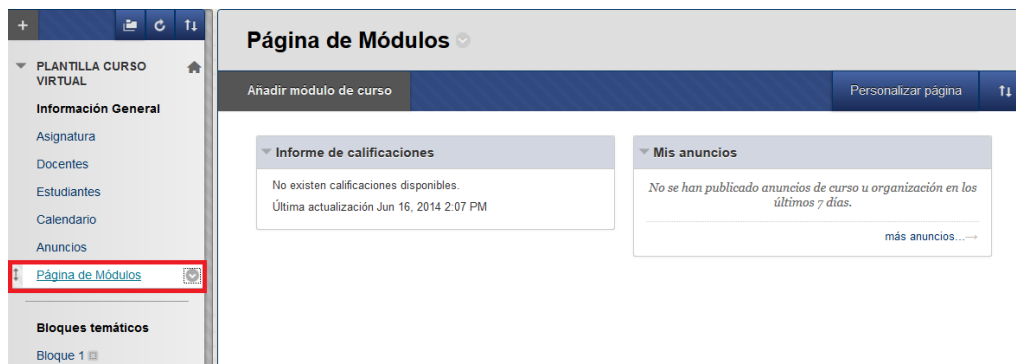 PLANTILLA CURSO
VIRTUAL
Información General
Asignatura
Docentes
Estudiantes
Calendario
Anuncios
Página de Módulos
Bloques temáticos
Bloque 1
Página de Módulos
Añadir módulo de curso
Personalizar página
Informe de calificaciones
No existen calificaciones disponibles.
Última actualización Jun 16, 2014 2:07 PM
Mis anuncios
No se han publicado anuncios de curso u organización en los
últimos 7 días.
más anuncios...→